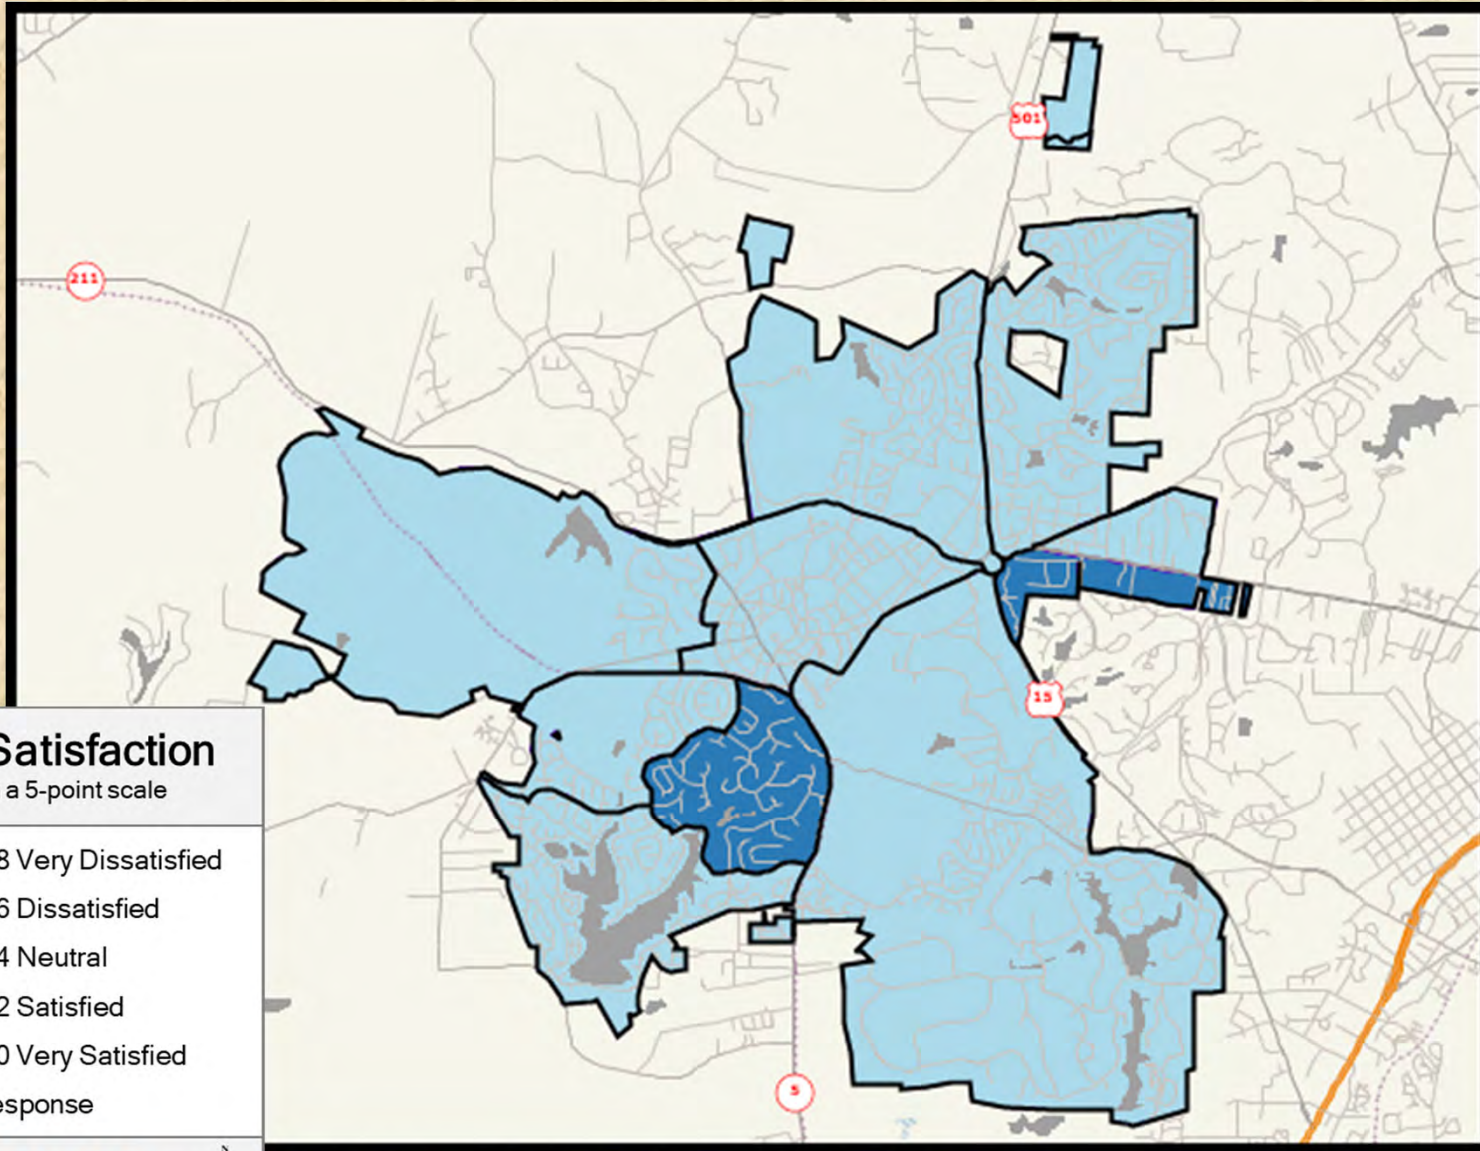 501
211
15
Satisfaction
a 5-point scale
8 Very Dissatisfied
6 Dissatisfied
4 Neutral
2 Satisfied
0 Very Satisfied
esponse
5